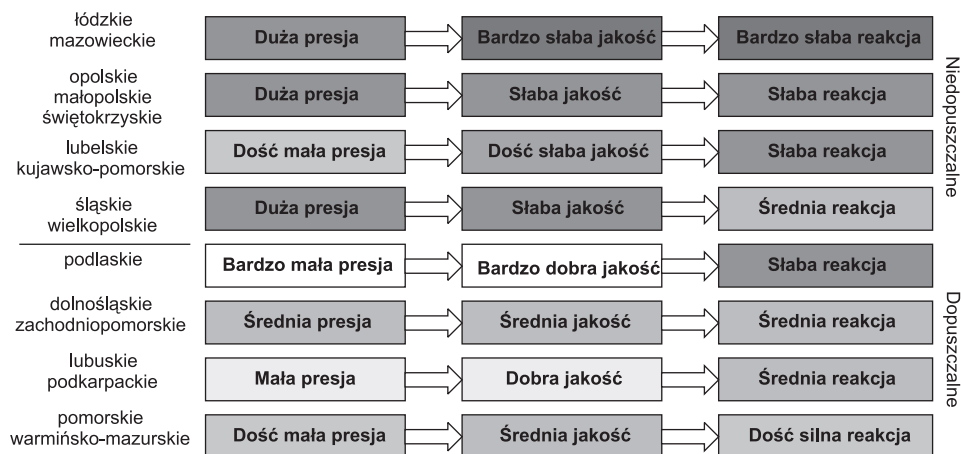 łódzkie
mazowieckie
Duża presja
Bardzo słaba jakość
Bardzo słaba reakcja
opolskie
małopolskie
świętokrzyskie
Duża presja
Słaba jakość
Słaba reakcja
lubelskie
kujawsko-pomorskie
Dość mała presja
Dość słaba jakość
Słaba reakcja
śląskie
wielkopolskie
Duża presja
Słaba jakość
Średnia reakcja
Niedopuszczalne
podlaskie
Bardzo mała presja
Bardzo dobra jakość
Słaba reakcja
dolnośląskie
zachodniopomorskie
Średnia presja
Średnia jakość
Średnia reakcja
lubuskie
podkarpackie
Mała presja
Dobra jakość
Średnia reakcja
pomorskie
warmińsko-mazurskie
Dość mała presja
Średnia jakość
Dość silna reakcja
Dopuszczalne